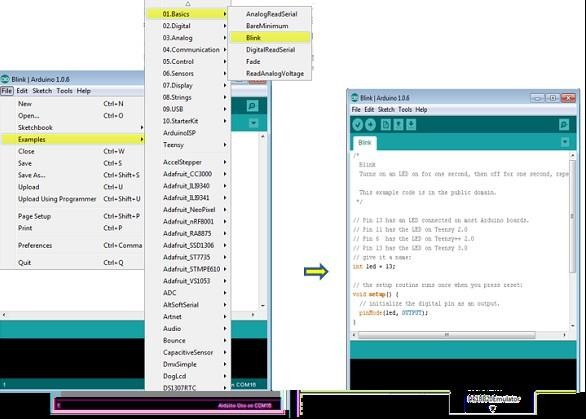 01.Basics
02.Digital
03.Analog
04.Communication
05.Control
06.Sensors
07.Display
08.Strings
09.USB
10.StarterKit
ArduinoISP
Teensy
AccelStepper
Adafruit_CC3000
Adafruit_ILI9340
Adafruit_ILI9341
Adafruit_NeoPixel
Adafruit_nRF8001
Adafruit_RA8875
Adafruit_SSD1306
Adafruit_ST7735
Adafruit_STMPE610
Adafruit_VS1053
ADC
AltSoftSerial
Artnet
Audio
Bounce
CapacitiveSensor
DmxSimple
DogLcd
DS1307RTC
AnalogReadSerial
BareMinimum
Blink
DigitalReadSerial
Fade
ReadAnalogVoltage
Blink | Arduino 1.0.6
File Edit Sketch Tools Help
New Ctrl+N
Open... Ctrl+O
Sketchbook
Examples
Close Ctrl+W
Save Ctrl+S
Save As... Ctrl+Shift+S
Upload Ctrl+U
Upload Using Programmer Ctrl+Shift+U
Page Setup Ctrl+Shift+P
Print Ctrl+P
Preferences Ctrl+Comma
Quit Ctrl+Q
1
on COM16
Arduino Uno on COM16
Blink | Arduino 1.0.6
File Edit Sketch Tools Help
Blink
/*
Blink
Turns on an LED on for one second, then off for one second, repe
This example code is in the public domain.
*/
// Pin 13 has an LED connected on most Arduino boards.
// Pin 11 has the LED on Teensy 2.0
// Pin 6 has the LED on Teensy++ 2.0
// Pin 13 has the LED on Teensy 3.0
// give it a name:
int led = 13;
// the setup routine runs once when you press reset:
void setup() {
// initialize the digital pin as an output.
pinMode(led, OUTPUT);
}